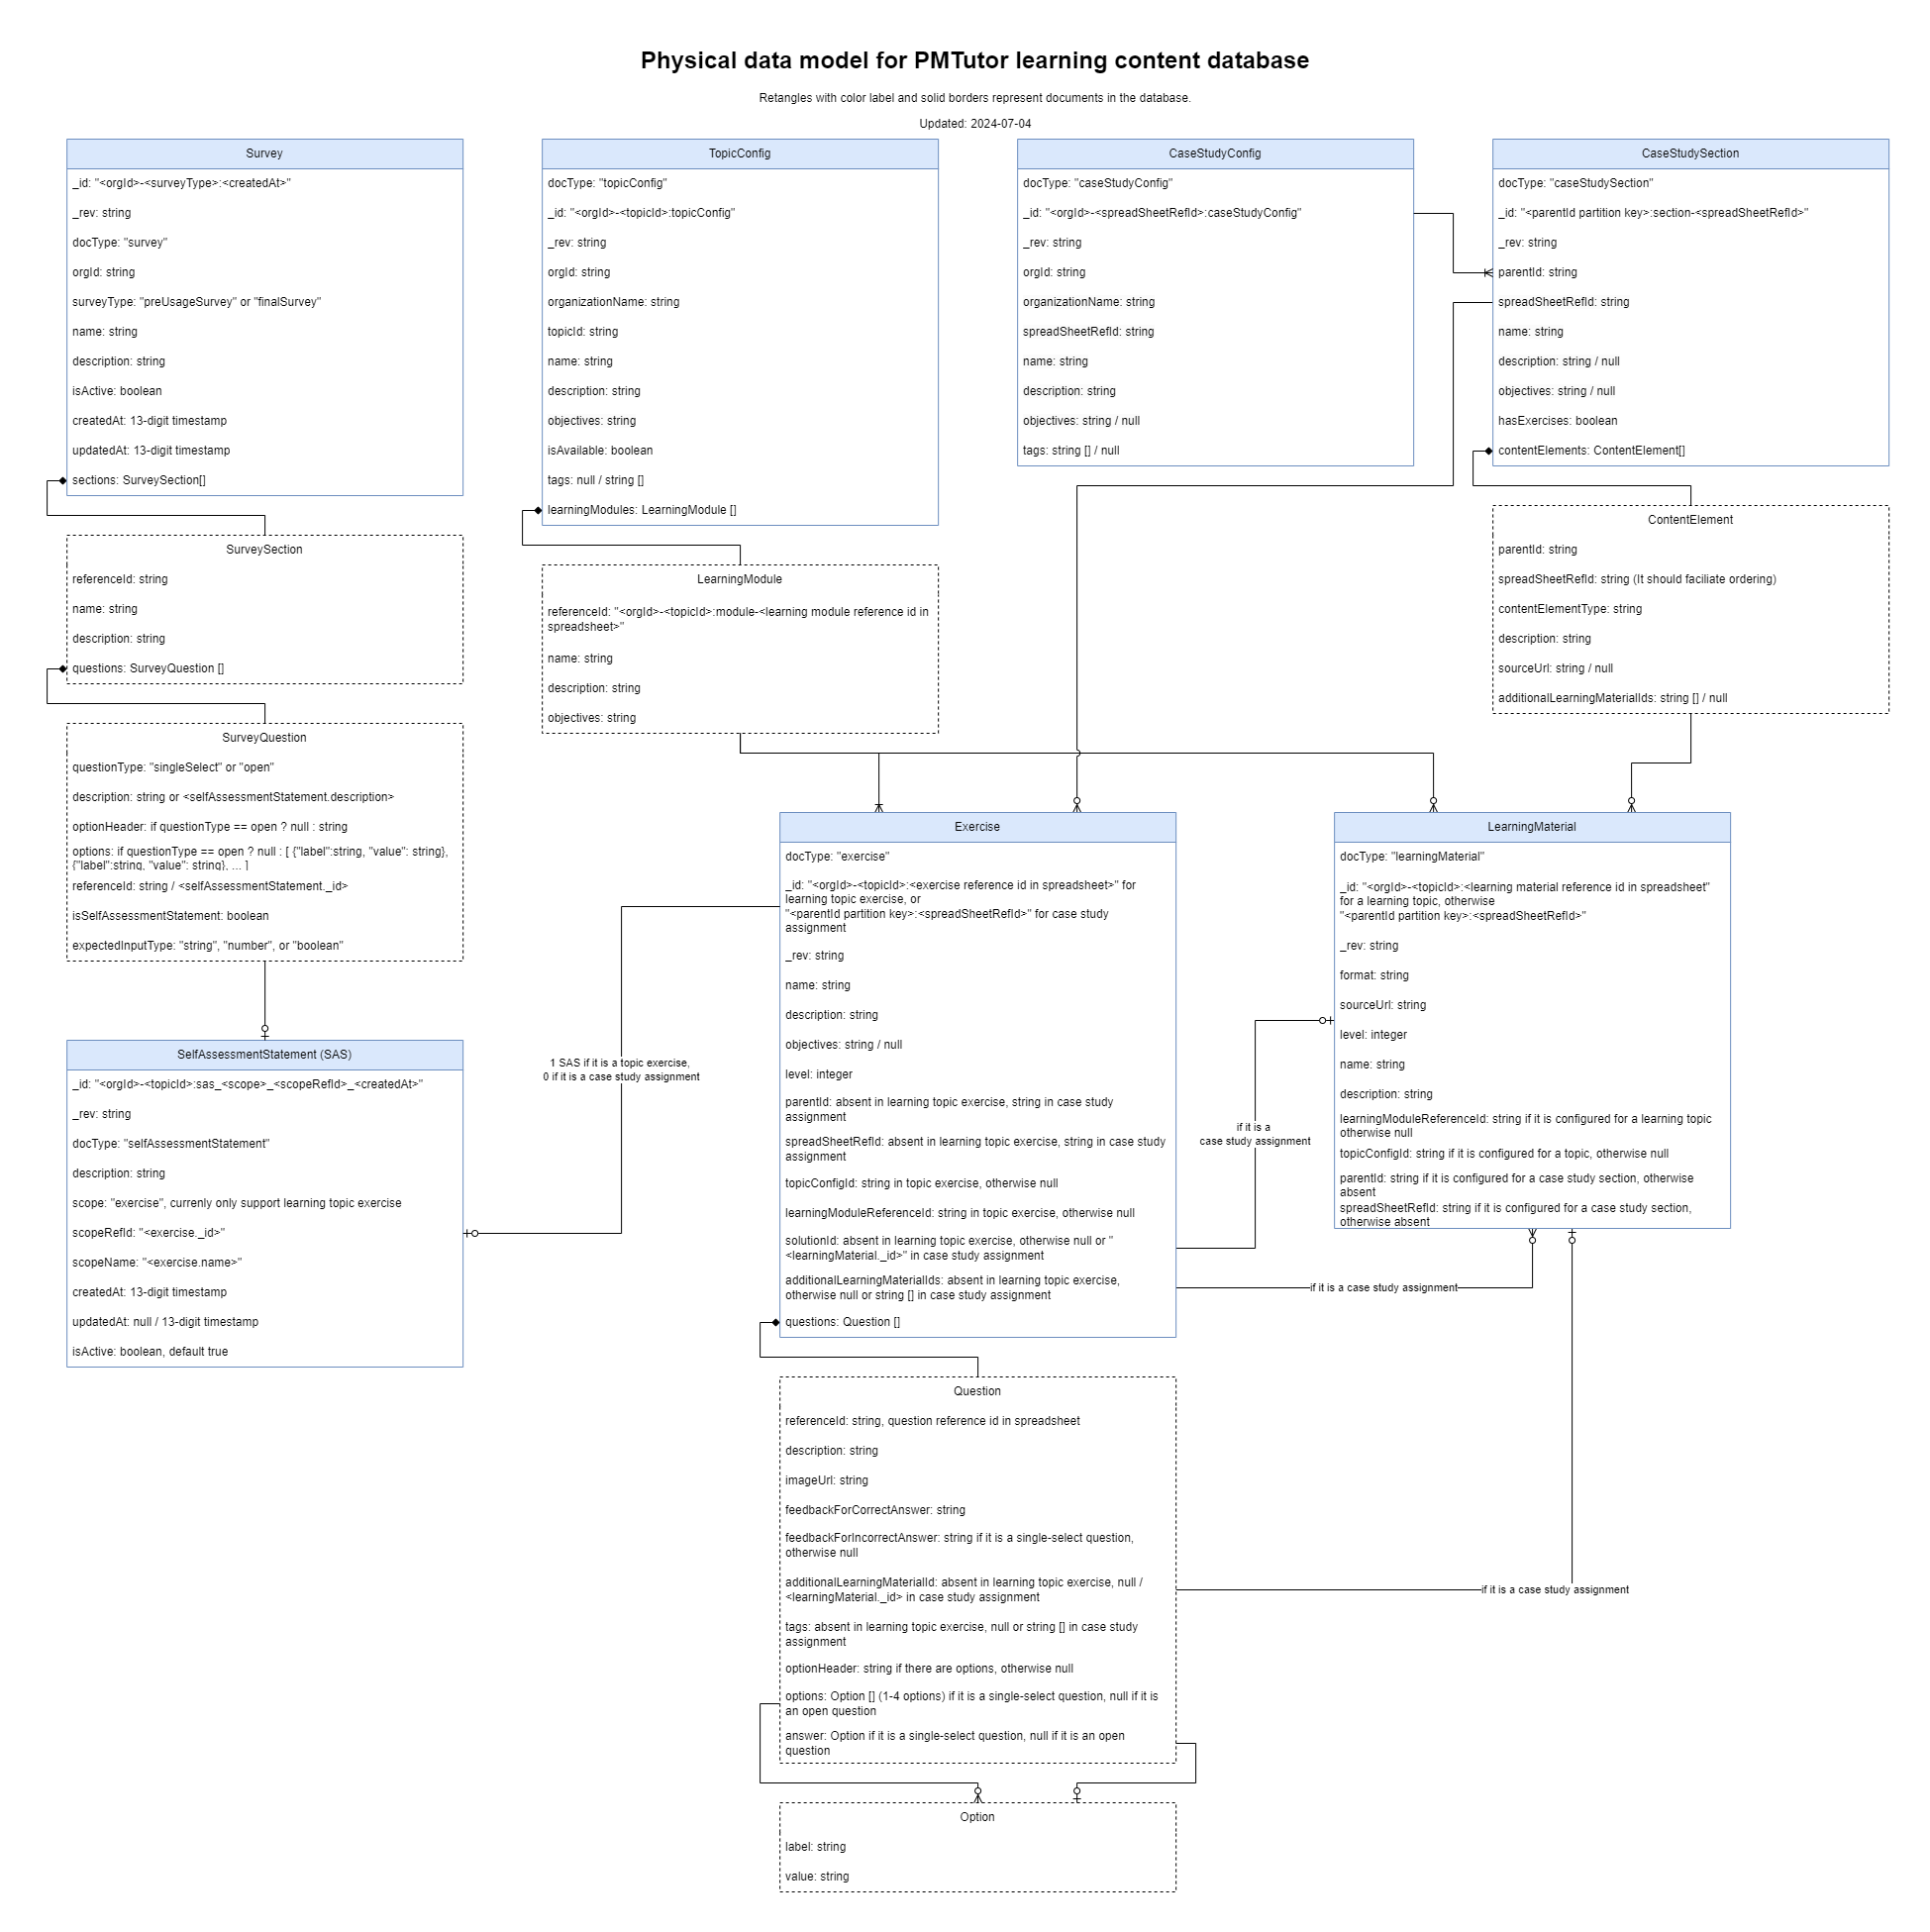 Physical data model for PMTutor learning content database
Retangles with color label and solid borders represent documents in the database.
Updated: 2024-07-04
Survey
_id: "<orgId>-<surveyType>:<createdAt>"
_rev: string
docType: "survey"
orgId: string
surveyType: "preUsageSurvey" or "finalSurvey"
name: string
description: string
isActive: boolean
createdAt: 13-digit timestamp
updatedAt: 13-digit timestamp
sections: SurveySection[]
SurveySection
referenceId: string
name: string
description: string
questions: SurveyQuestion []
SurveyQuestion
questionType: "singleSelect" or "open"
description: string or <selfAssessmentStatement.description>
optionHeader: if questionType == open ? null : string
options: if questionType == open ? null : [ {"label":string, "value": string},
{"label":string, "value": string}, ... ]
referenceId: string / <selfAssessmentStatement._id>
isSelfAssessmentStatement: boolean
expectedInputType: "string", "number", or "boolean"
SelfAssessmentStatement (SAS)
_id: "<orgId>-<topicId>:sas_<scope>_<scopeRefId>_<createdAt>"
_rev: string
docType: "selfAssessmentStatement"
description: string
scope: "exercise", currenly only support learning topic exercise
scopeRefId: "<exercise._id>"
scopeName: "<exercise.name>"
createdAt: 13-digit timestamp
updatedAt: null / 13-digit timestamp
isActive: boolean, default true
TopicConfig
docType: "topicConfig"
_id: "<orgId>-<topicId>:topicConfig"
_rev: string
orgId: string
organizationName: string
topicId: string
name: string
description: string
objectives: string
isAvailable: boolean
tags: null / string []
learningModules: LearningModule []
LearningModule
referenceId: "<orgId>-<topicId>:module-<learning module reference id in
spreadsheet>"
name: string
description: string
objectives: string
CaseStudyConfig
docType: "caseStudyConfig"
_id: "<orgId>-<spreadSheetRefId>:caseStudyConfig"
_rev: string
orgId: string
organizationName: string
spreadSheetRefId: string
name: string
description: string
objectives: string / null
tags: string [] / null
CaseStudySection
docType: "caseStudySection"
_id: "<parentId partition key>:section-<spreadSheetRefId>"
_rev: string
parentId: string
spreadSheetRefId: string
name: string
description: string / null
objectives: string / null
hasExercises: boolean
contentElements: ContentElement[]
ContentElement
parentId: string
spreadSheetRefId: string (It should faciliate ordering)
contentElementType: string
description: string
sourceUrl: string / null
additionalLearningMaterialIds: string [] / null
1 SAS if it is a topic exercise,
0 if it is a case study assignment
Exercise
docType: "exercise"
_id: "<orgId>-<topicId>:<exercise reference id in spreadsheet>" for
learning topic exercise, or
"<parentId partition key>:<spreadSheetRefId>" for case study
assignment
_rev: string
name: string
description: string
objectives: string / null
level: integer
parentId: absent in learning topic exercise, string in case study
assignment
spreadSheetRefId: absent in learning topic exercise, string in case study
assignment
topicConfigId: string in topic exercise, otherwise null
learningModuleReferenceId: string in topic exercise, otherwise null
solutionId: absent in learning topic exercise, otherwise null or "
<learningMaterial._id>" in case study assignment
additionalLearningMaterialIds: absent in learning topic exercise,
otherwise null or string [] in case study assignment
questions: Question []
if it is a
case study assignment
LearningMaterial
docType: "learningMaterial"
_id: "<orgId>-<topicId>:<learning material reference id in spreadsheet"
for a learning topic, otherwise
"<parentId partition key>:<spreadSheetRefId>"
_rev: string
format: string
sourceUrl: string
level: integer
name: string
description: string
learningModuleReferenceId: string if it is configured for a learning topic
otherwise null
topicConfigId: string if it is configured for a topic, otherwise null
parentId: string if it is configured for a case study section, otherwise
absent
spreadSheetRefId: string if it is configured for a case study section,
otherwise absent
if it is a case study assignment
Question
referenceId: string, question reference id in spreadsheet
description: string
imageUrl: string
feedbackForCorrectAnswer: string
feedbackForIncorrectAnswer: string if it is a single-select question,
otherwise null
additionalLearningMaterialId: absent in learning topic exercise, null /
<learningMaterial._id> in case study assignment
tags: absent in learning topic exercise, null or string [] in case study
assignment
optionHeader: string if there are options, otherwise null
options: Option [] (1-4 options) if it is a single-select question, null if it is
an open question
answer: Option if it is a single-select question, null if it is an open
question
if it is a case study assignment
Option
label: string
value: string